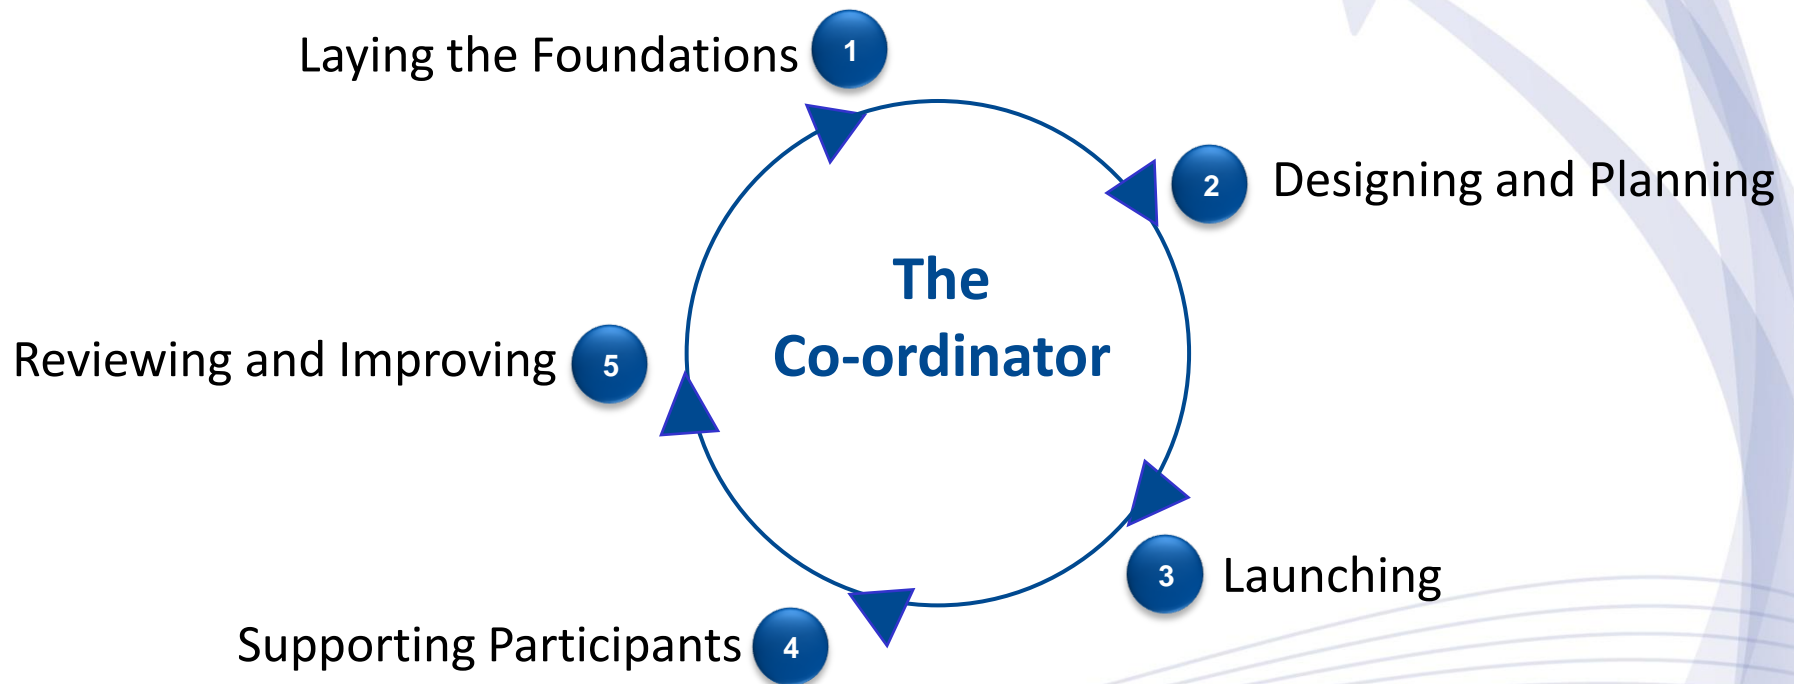 Laying the Foundations 1
2 Designing and Planning
The
Co-ordinator
Reviewing and Improving 5
3 Launching
Supporting Participants 4